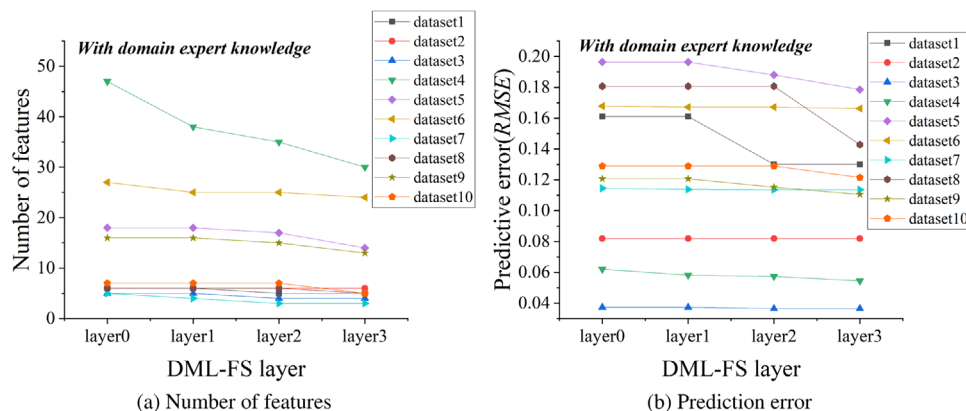 With domain expert knowledge
Number of features
50
40
30
20
10
0
layer0
layer1
layer2
layer3
DML-FS layer
dataset1
dataset2
dataset3
dataset4
dataset5
dataset6
dataset7
dataset8
dataset9
dataset10
(a) Number of features
With domain expert knowledge
Predictive error(RMSE)
0.20
0.18
0.16
0.14
0.12
0.10
0.08
0.06
0.04
layer0
layer1
layer2
layer3
DML-FS layer
dataset1
dataset2
dataset3
dataset4
dataset5
dataset6
dataset7
dataset8
dataset9
dataset10
(b) Prediction error